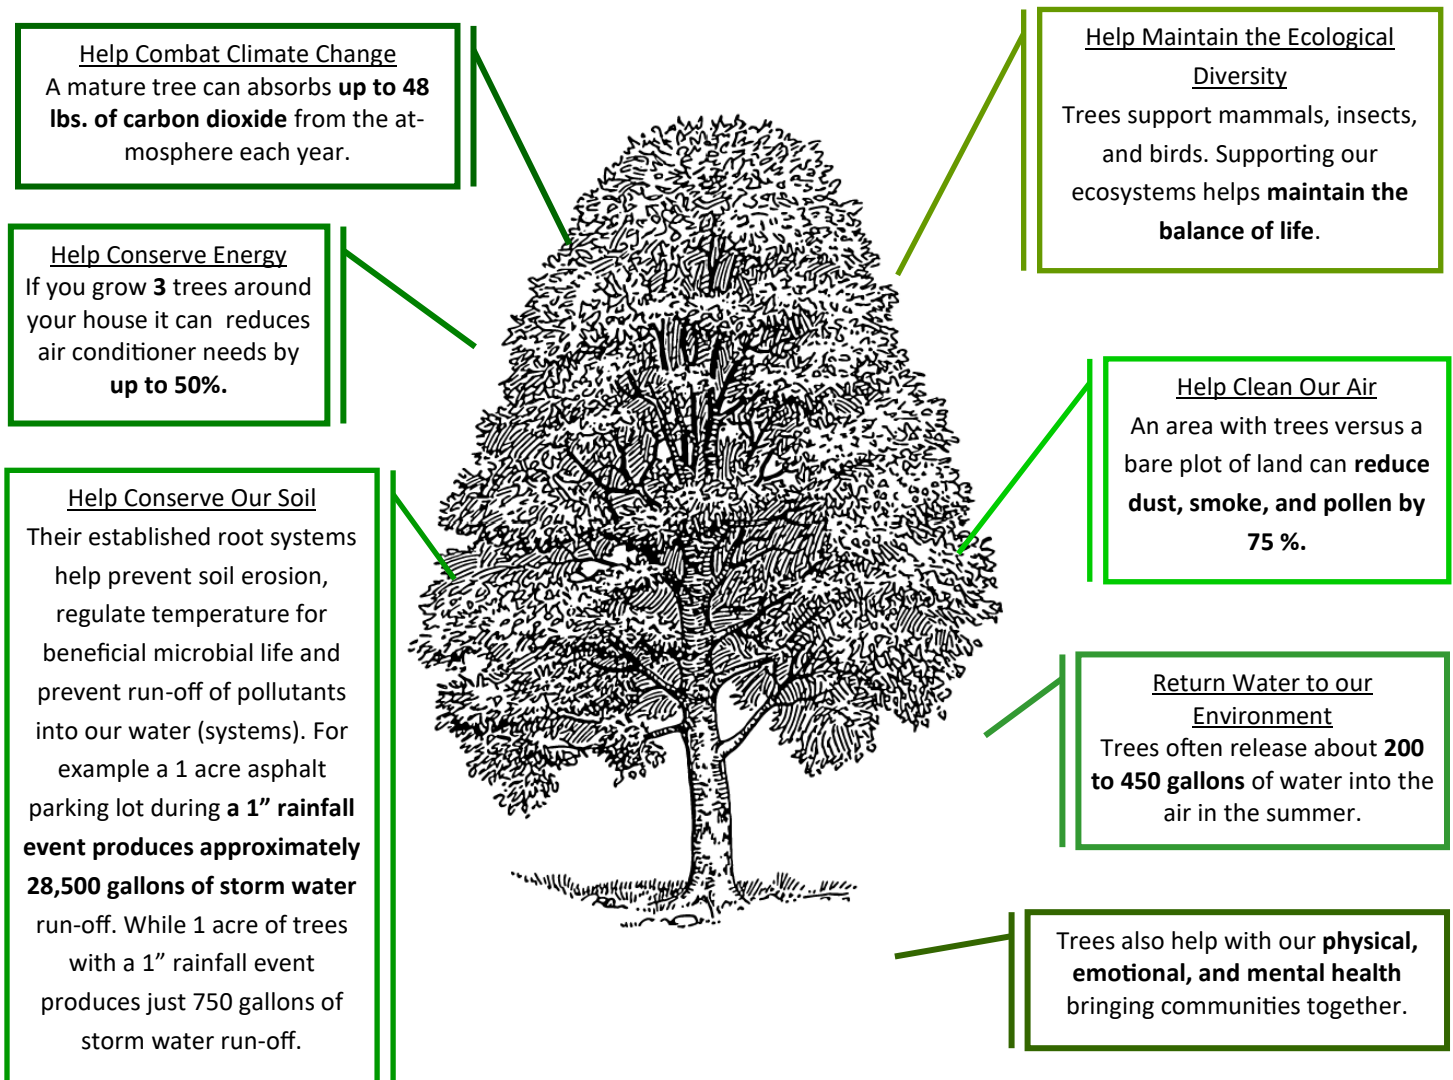 Help Combat Climate Change
A mature tree can absorbs up to 48
lbs. of carbon dioxide from the at-
mosphere each year.
Help Conserve Energy
If you grow 3 trees around
your house it can  reduces
air conditioner needs by
up to 50%.
Help Conserve Our Soil
Their established root systems
help prevent soil erosion,
regulate temperature for
beneficial microbial life and
prevent run-off of pollutants
into our water (systems). For
example a 1 acre asphalt
parking lot during a 1” rainfall
event produces approximately
28,500 gallons of storm water
run-off. While 1 acre of trees
with a 1” rainfall event
produces just 750 gallons of
storm water run-off.
Help Maintain the Ecological
Diversity
Trees support mammals, insects,
and birds. Supporting our
ecosystems helps maintain the
balance of life.
Help Clean Our Air
An area with trees versus a
bare plot of land can reduce
dust, smoke, and pollen by
75 %.
Return Water to our
Environment
Trees often release about 200
to 450 gallons of water into the
air in the summer.
Trees also help with our physical,
emotional, and mental health
bringing communities together.